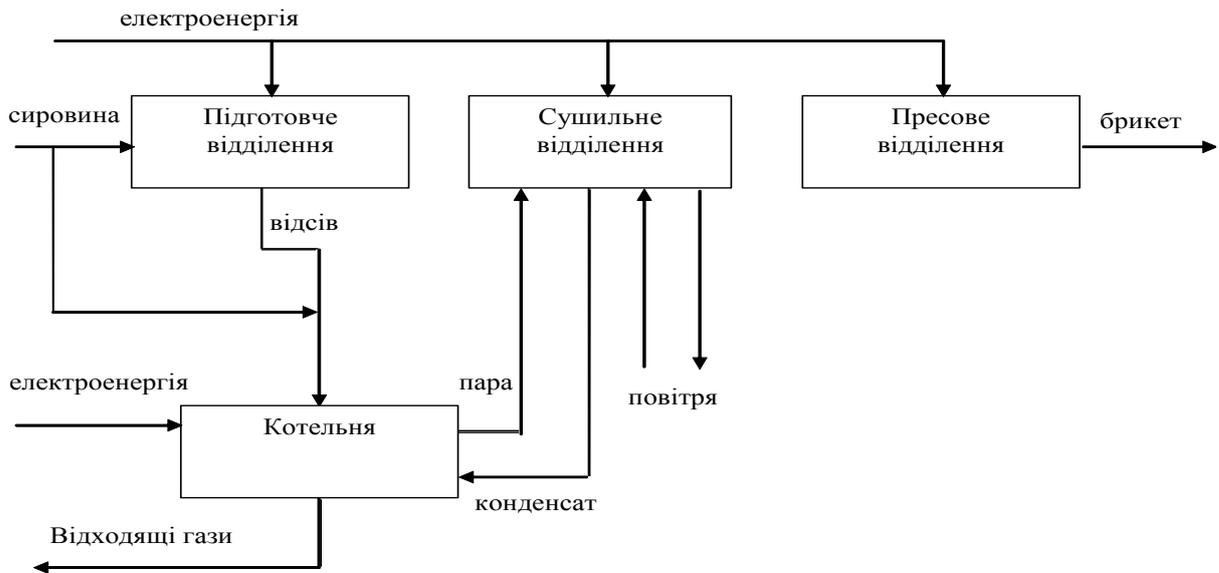 електроенергія
сировина
Підготовче
відділення
Сушильне
відділення
Пресове
відділення
брикет
відсів
електроенергія
пара
повітря
Котельня
конденсат
Відходящі гази